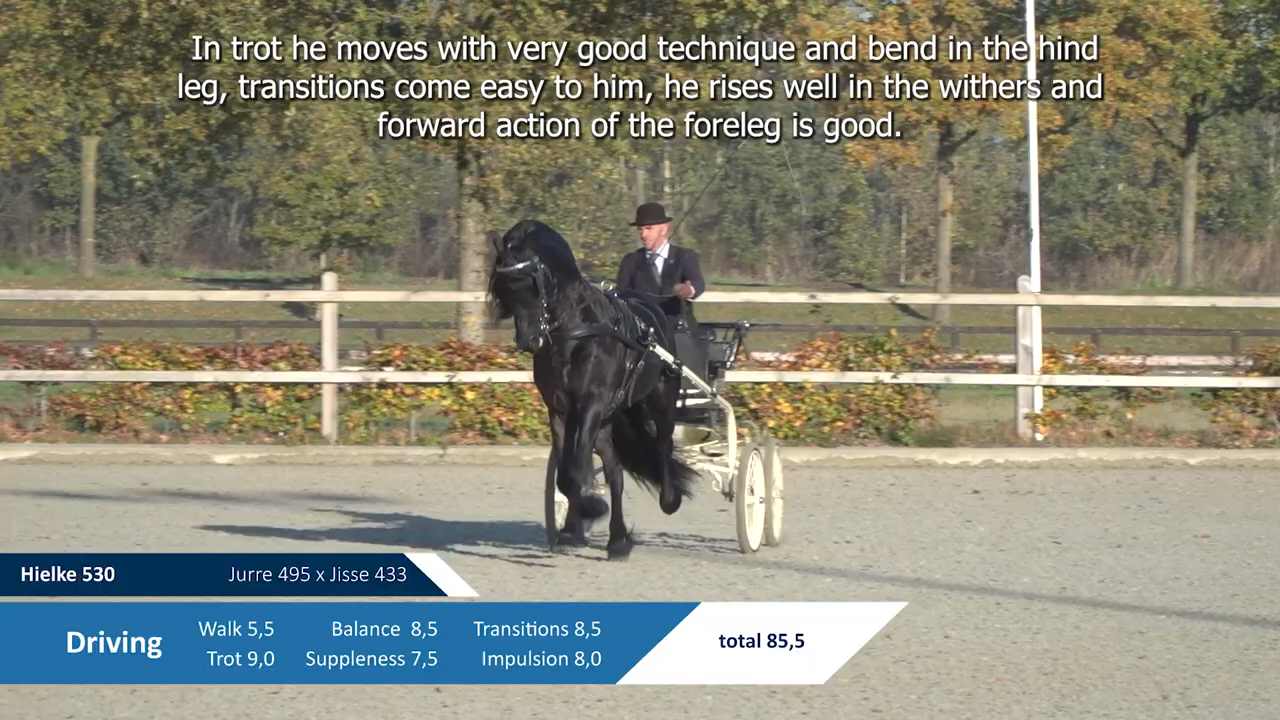 In trot he moves with very good technique and bend in the hind
leg, transitions come easy to him, he rises well in the withers and
forward action of the foreleg is good.
Hielke 530 Jurre 495 x Jisse 433
Driving
Walk 5,5 Balance 8,5 Transitions 8,5
Trot 9,0 Suppleness 7,5 Impulsion 8,0
total 85,5